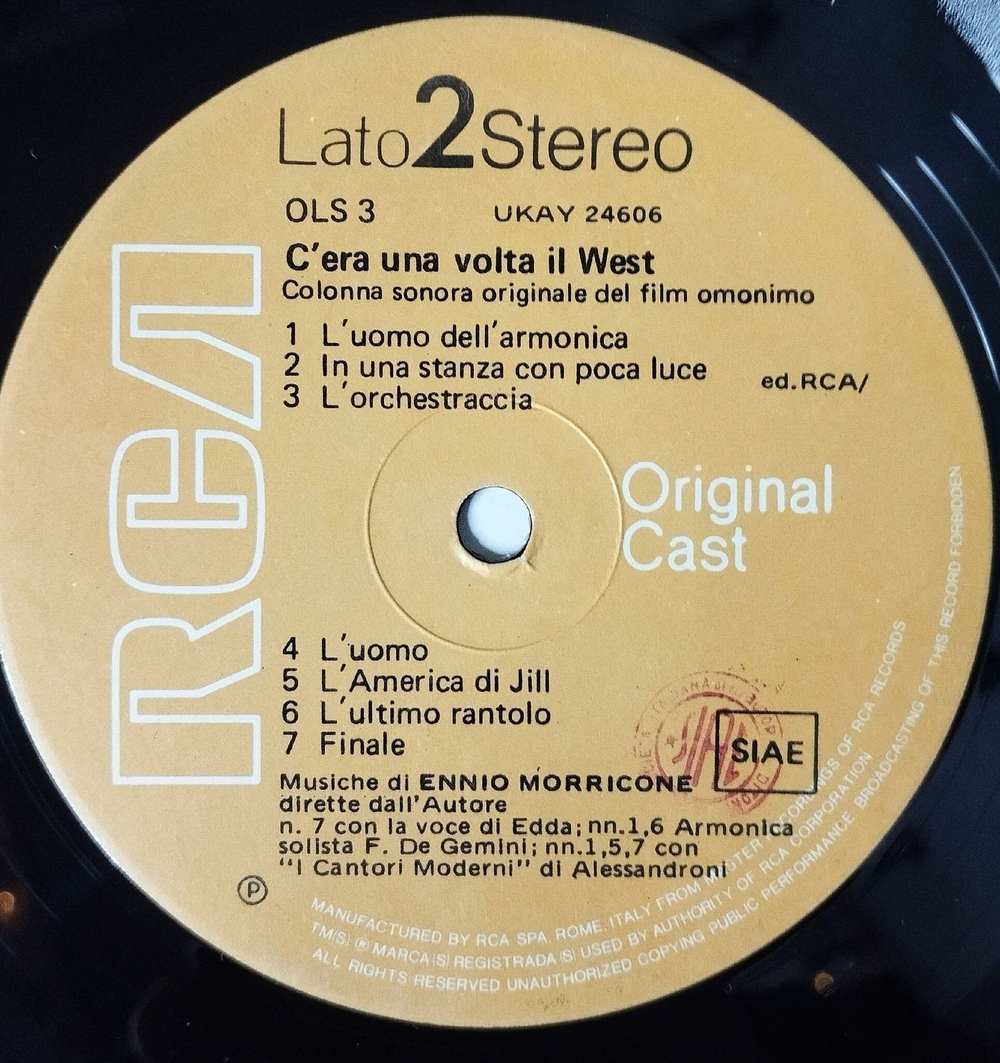 Lato 2 Stereo
OLS 3 UKAY 24606
C'era una volta il West
Colonna sonora originale del film omonimo
1 L'uomo dell'armonica
2 In una stanza con poca luce
3 L'orchestraccia
ed.RCA/
RCA
Original
Cast
4 L'uomo
5 L'America di Jill
6 L'ultimo rantolo
7 Finale
SIAE
Musiche di ENNIO MORRICONE
dirette dall'Autore
n. 7 con la voce di Edda; nn.1,6 Armonica
solista F. De Gemini; nn.1,5,7 con
"I Cantori Moderni" di Alessandroni
Ⓟ
MANUFACTURED BY RCA SPA, ROME, ITALY FROM MASTER RECORDINGS OF RCA RECORDS
TM(S) ® MARCA(S) REGISTRADA(S) USED BY AUTHORITY OF RCA CORPORATION
ALL RIGHTS RESERVED UNAUTHORIZED COPYING PUBLIC PERFORMANCE BROADCASTING OF THIS RECORD FORBIDDEN